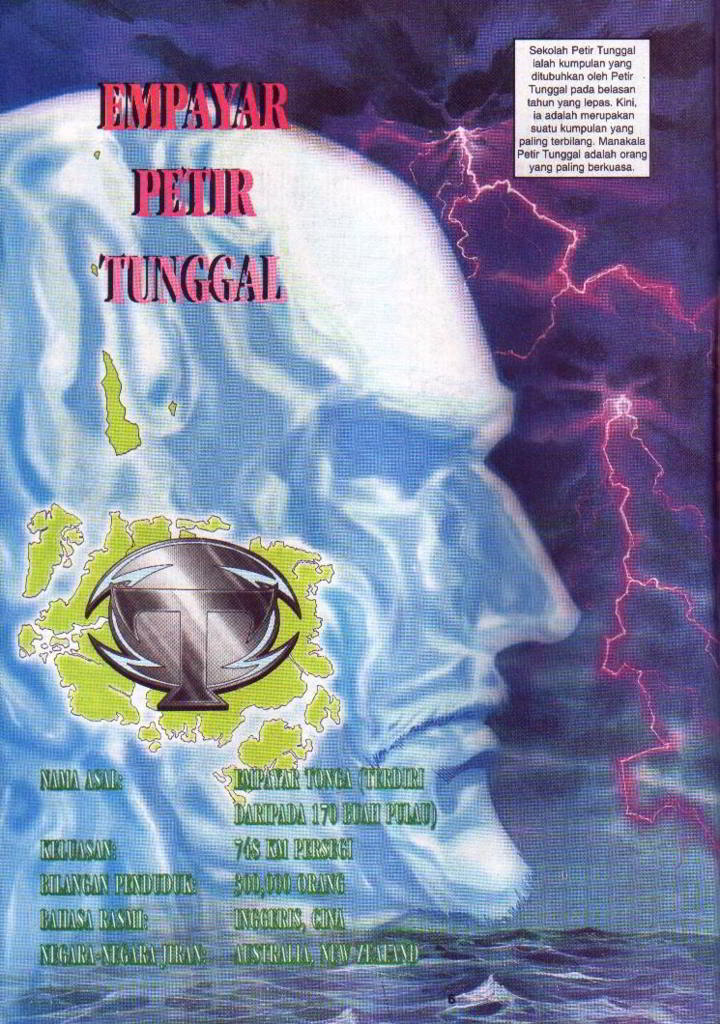 EMPAYAR
PETIR
TUNGGAL
Sekolah Petir Tunggal
ialah kumpulan yang
ditubuhkan oleh Petir
Tunggal pada belasan
tahun yang lepas. Kini,
ia adalah merupakan
suatu kumpulan yang
paling terbilang. Manakala
Petir Tunggal adalah orang
yang paling berkuasa.
T
NAMA ASAL: EMPAYAR TONGA (TERDIRI
DARIPADA 170 BUAH PULAU)
KELUASAN: 748 KM PERSEGI
BILANGAN PENDUDUK: 300,000 ORANG
BAHASA RASMI: INGGERIS, CINA
NEGARA-NEGARA JIRAN: AUSTRALIA, NEW ZEALAND
6